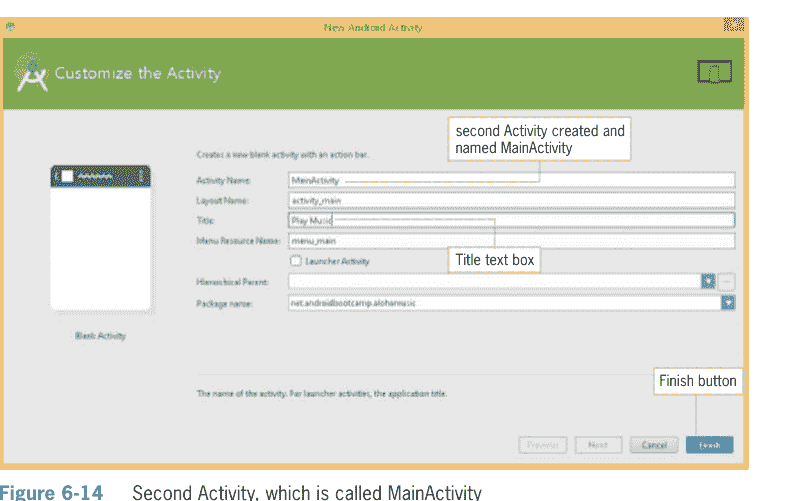 New Android Activity
Customize the Activity
second Activity created and
named MainActivity
Creates a new blank activity with an action bar.
Activity Name: MainActivity
Layout Name: activity_main
Title: Play Music
Menu Resource Name: menu_main
Launcher Activity
Title text box
Hierarchical Parent: ...
Package name: net.androidbootcamp.alohamusic
Blank Activity
The name of the activity. For launcher activities, the application title.
Finish button
Previous Next Cancel Finish
Figure 6-14 Second Activity, which is called MainActivity